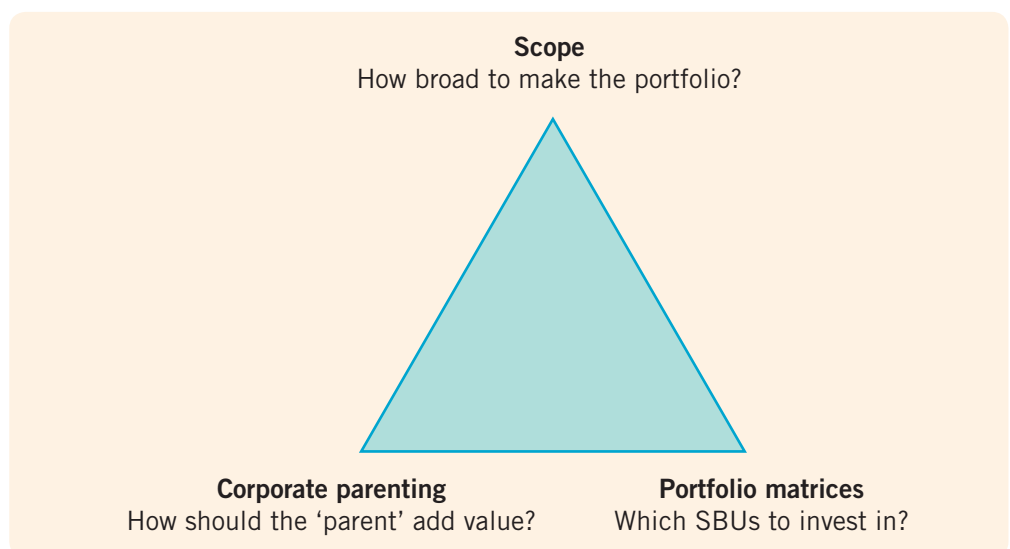 Scope
How broad to make the portfolio?
Corporate parenting
How should the ‘parent’ add value?
Portfolio matrices
Which SBUs to invest in?